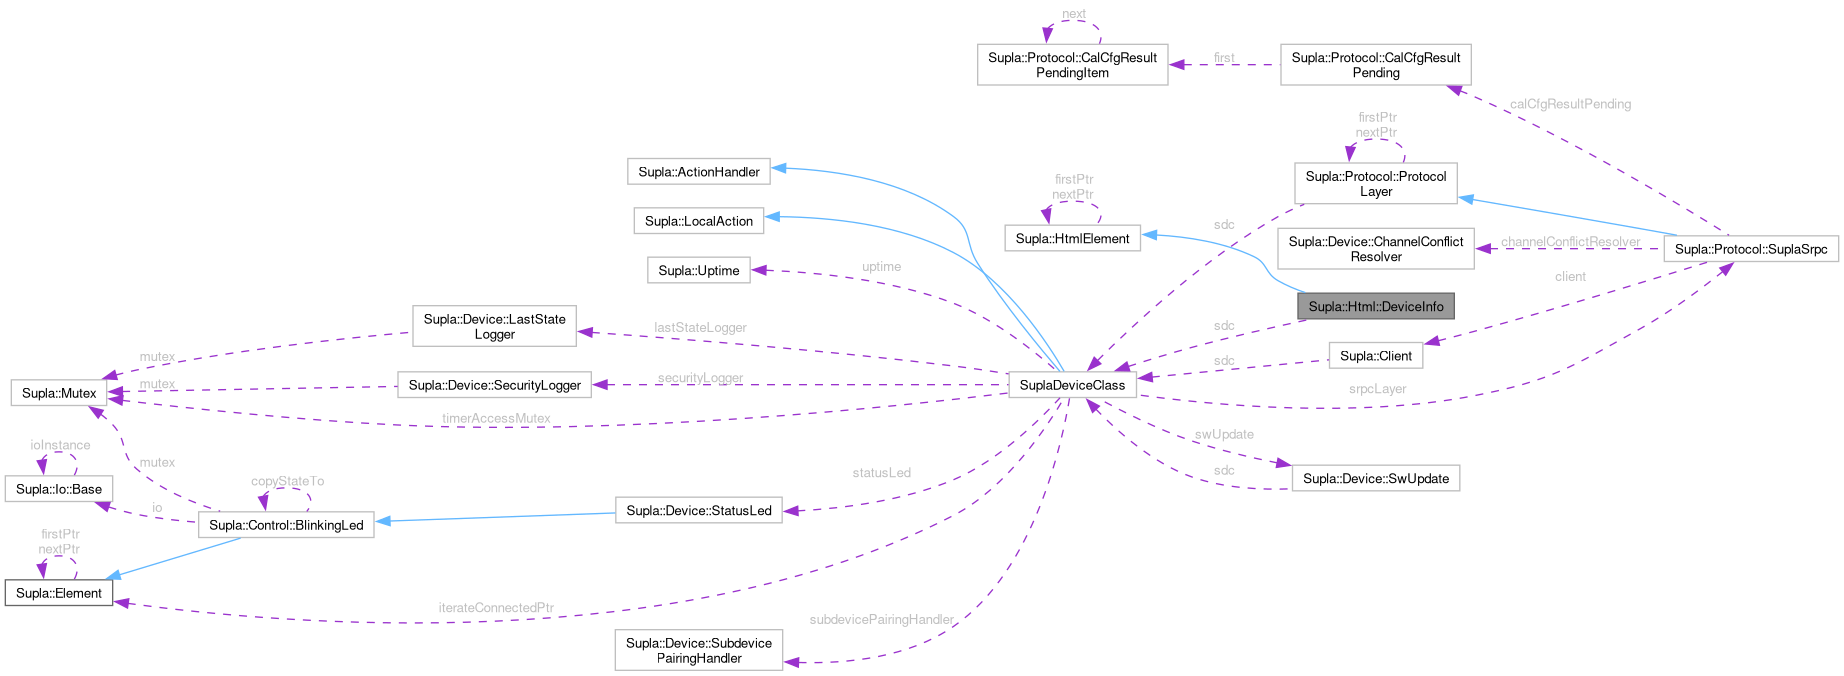 next
Supla::Protocol::CalCfgResult
PendingItem
first
Supla::Protocol::CalCfgResult
Pending
calCfgResultPending
firstPtr
nextPtr
Supla::ActionHandler
Supla::Protocol::Protocol
Layer
firstPtr
nextPtr
Supla::LocalAction
sdc
Supla::HtmlElement
Supla::Device::ChannelConflict
Resolver
channelConflictResolver
Supla::Protocol::SuplaSrpc
Supla::Uptime
uptime
client
Supla::Html::DeviceInfo
Supla::Device::LastState
Logger
lastStateLogger
sdc
mutex
Supla::Client
sdc
Supla::Mutex
mutex
Supla::Device::SecurityLogger
securityLogger
SuplaDeviceClass
srpcLayer
timerAccessMutex
swUpdate
ioInstance
mutex
statusLed
sdc
Supla::Device::SwUpdate
Supla::Io::Base
copyStateTo
io
Supla::Control::BlinkingLed
Supla::Device::StatusLed
firstPtr
nextPtr
Supla::Element
iterateConnectedPtr
subdevicePairingHandler
Supla::Device::Subdevice
PairingHandler